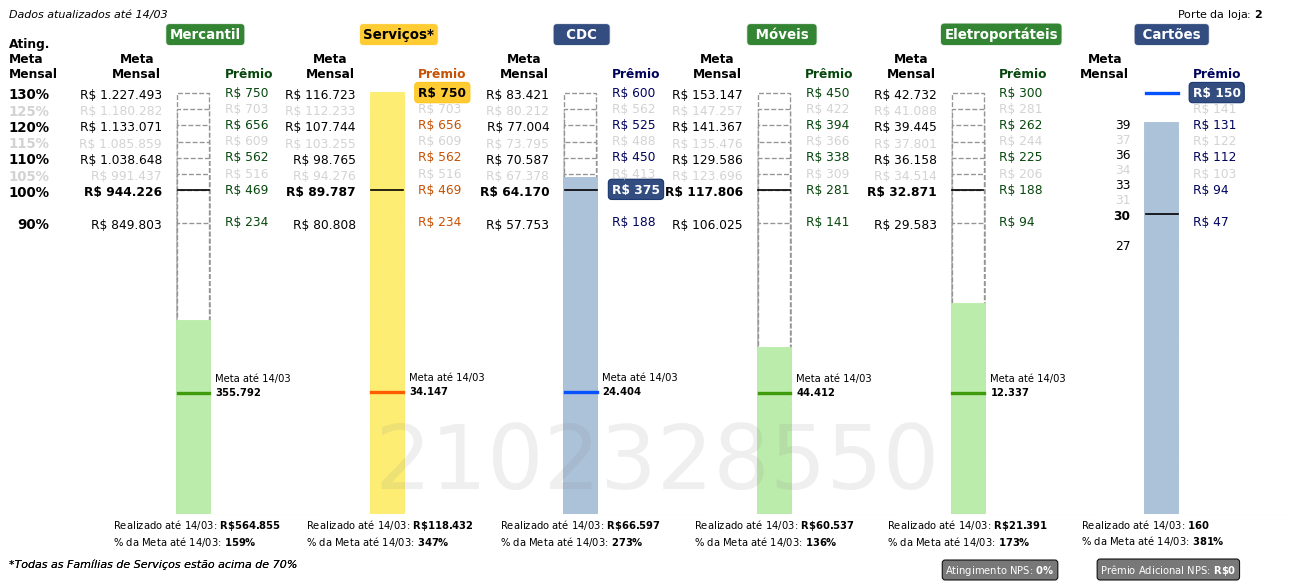 Dados atualizados até 14/03
Porte da loja: 2
Mercantil Serviços* CDC Móveis Eletroportáteis Cartões
Ating. Meta Mensal
Meta Mensal Prêmio Meta Mensal Prêmio Meta Mensal Prêmio Meta Mensal Prêmio Meta Mensal Prêmio Meta Mensal Prêmio
130% R$ 1.227.493 R$ 750 R$ 116.723 R$ 750 R$ 83.421 R$ 600 R$ 153.147 R$ 450 R$ 42.732 R$ 300 R$ 150
125% R$ 1.180.282 R$ 703 R$ 112.233 R$ 703 R$ 80.212 R$ 562 R$ 147.257 R$ 422 R$ 41.088 R$ 281 R$ 141
120% R$ 1.133.071 R$ 656 R$ 107.744 R$ 656 R$ 77.004 R$ 525 R$ 141.367 R$ 394 R$ 39.445 R$ 262 39 R$ 131
115% R$ 1.085.859 R$ 609 R$ 103.255 R$ 609 R$ 73.795 R$ 488 R$ 135.476 R$ 366 R$ 37.801 R$ 244 37 R$ 122
110% R$ 1.038.648 R$ 562 R$ 98.765 R$ 562 R$ 70.587 R$ 450 R$ 129.586 R$ 338 R$ 36.158 R$ 225 36 R$ 112
105% R$ 991.437 R$ 516 R$ 94.276 R$ 516 R$ 67.378 R$ 413 R$ 123.696 R$ 309 R$ 34.514 R$ 206 34 R$ 103
100% R$ 944.226 R$ 469 R$ 89.787 R$ 469 R$ 64.170 R$ 375 R$ 117.806 R$ 281 R$ 32.871 R$ 188 33 R$ 94
31
30
90% R$ 849.803 R$ 234 R$ 80.808 R$ 234 R$ 57.753 R$ 188 R$ 106.025 R$ 141 R$ 29.583 R$ 94 R$ 47
27
Meta até 14/03 Meta até 14/03 Meta até 14/03 Meta até 14/03 Meta até 14/03
355.792 34.147 24.404 44.412 12.337
2102328550
Realizado até 14/03: R$564.855 Realizado até 14/03: R$118.432 Realizado até 14/03: R$66.597 Realizado até 14/03: R$60.537 Realizado até 14/03: R$21.391 Realizado até 14/03: 160
% da Meta até 14/03: 159% % da Meta até 14/03: 347% % da Meta até 14/03: 273% % da Meta até 14/03: 136% % da Meta até 14/03: 173% % da Meta até 14/03: 381%
*Todas as Famílias de Serviços estão acima de 70%
Atingimento NPS: 0% Prêmio Adicional NPS: R$0